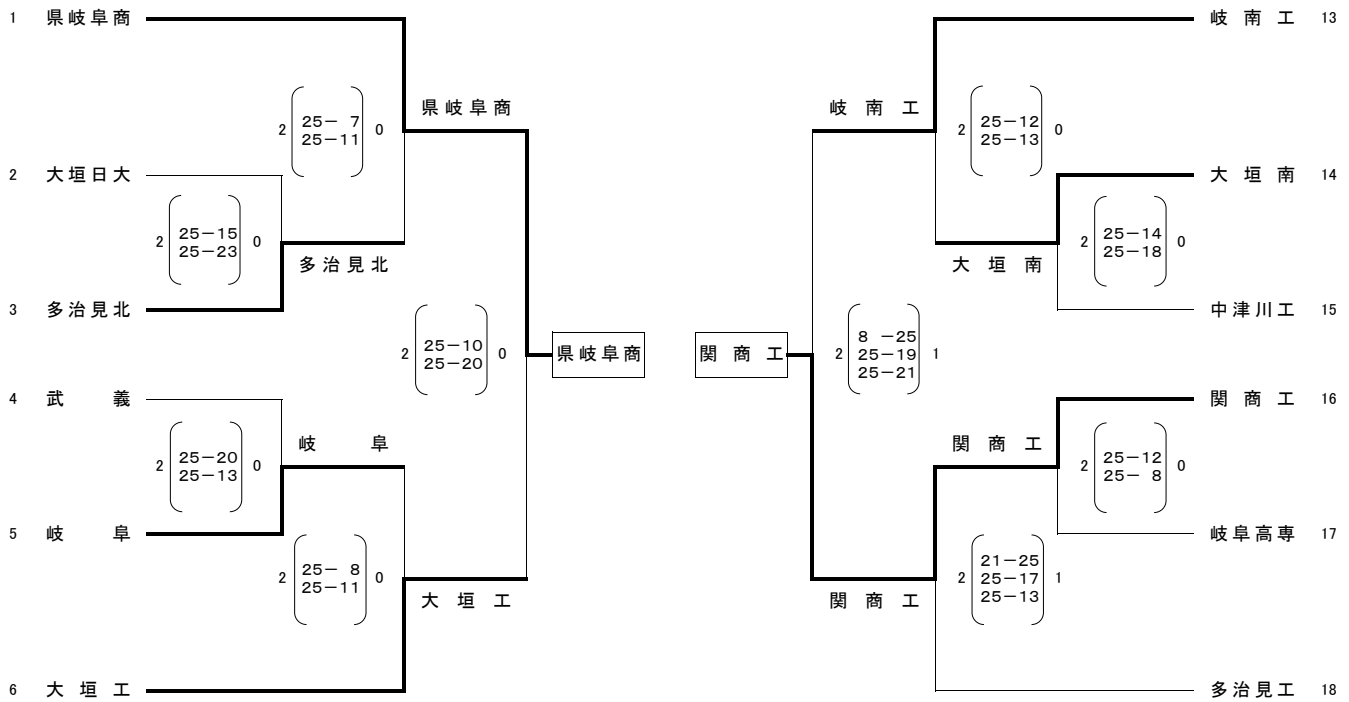 1 県岐阜商
2 (25－ 7 25－11) 0
県岐阜商
2 大垣日大
2 (25－15 25－23) 0
多治見北
3 多治見北
2 (25－10 25－20) 0
県岐阜商
4 武 義
2 (25－20 25－13) 0
岐 阜
5 岐 阜
2 (25－ 8 25－11) 0
大 垣 工
6 大 垣 工
岐 南 工 13
岐 南 工
2 (25－12 25－13) 0
大 垣 南 14
2 (25－14 25－18) 0
大 垣 南
中津川工 15
関 商 工
2 (8 －25 25－19 25－21) 1
関 商 工 16
関 商 工
2 (25－12 25－ 8) 0
岐阜高専 17
2 (21－25 25－17 25－13) 1
関 商 工
多治見工 18